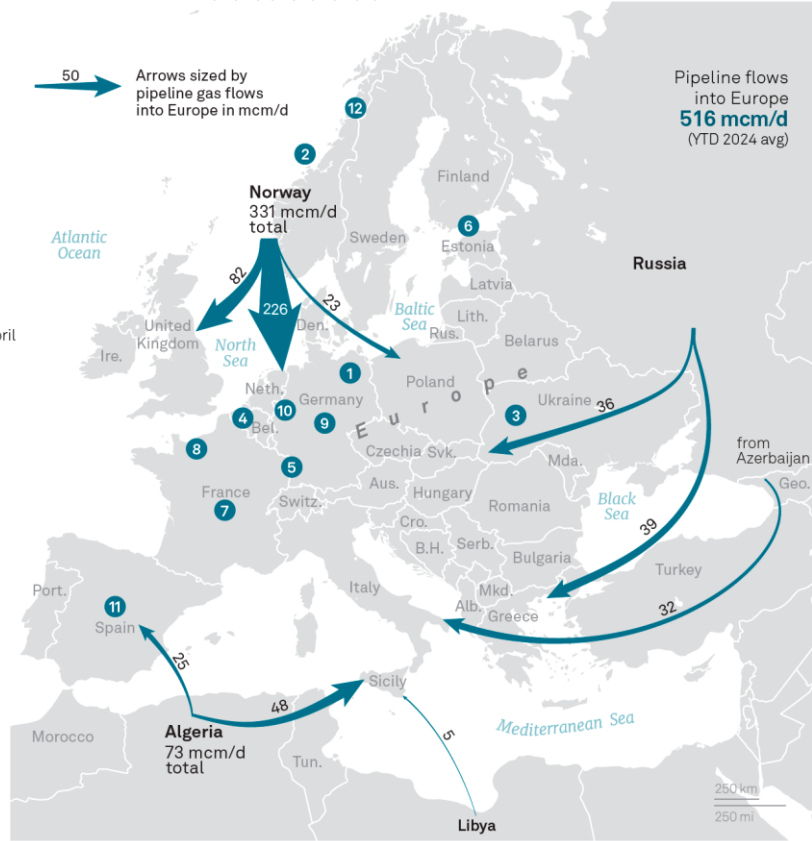 50
Arrows sized by
pipeline gas flows
into Europe in mcm/d
Pipeline flows
into Europe
516 mcm/d
(YTD 2024 avg)
12
2
Finland
Norway
331 mcm/d
total
6
Atlantic
Ocean
Sweden
Estonia
Russia
82
Latvia
226
23
Baltic
Sea
Lith.
Rus.
Den.
United
Kingdom
North
Sea
Belarus
Ire.
1
Poland
Neth.
Germany
Europe
Ukraine
36
3
10
4
Bel.
9
8
Czechia
Svk.
from
Azerbaijan
Mda.
5
Aus.
Hungary
Geo.
France
Switz.
Romania
Black
Sea
7
Cro.
39
B.H.
Serb.
Bulgaria
Turkey
Port.
Italy
Mkd.
11
Alb.
Greece
32
Spain
25
Sicily
48
Mediterranean Sea
5
Morocco
Algeria
73 mcm/d
total
Tun.
250 km
250 mi
Libya